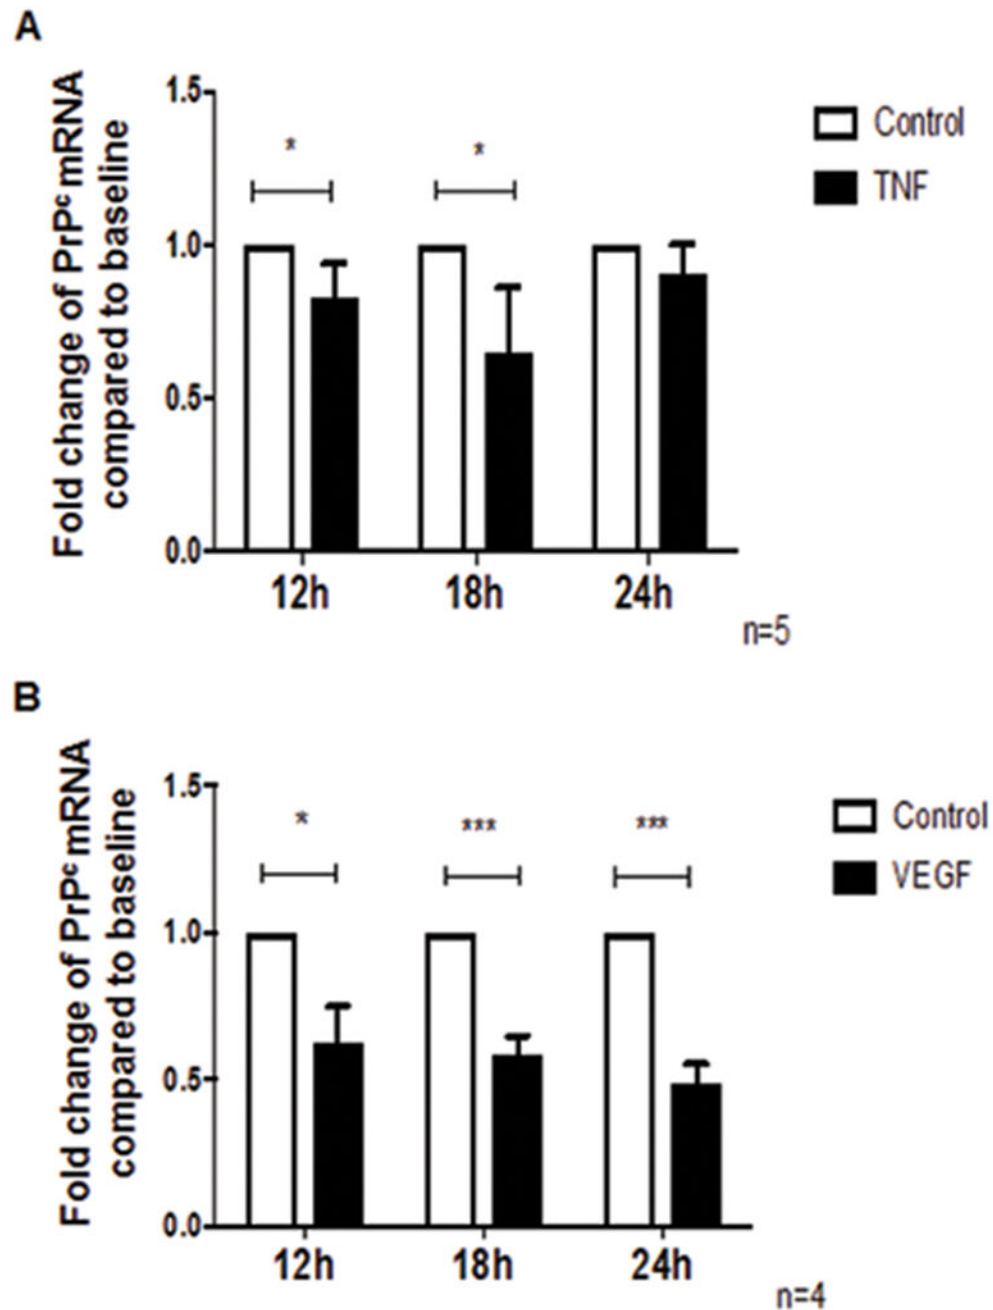 A
Fold change of PrPᶜ mRNA
compared to baseline
1.5
1.0
0.5
0.0
*
*
Control
TNF
12h
18h
24h
n=5
B
Fold change of PrPᶜ mRNA
compared to baseline
1.5
1.0
0.5
0.0
*
***
***
Control
VEGF
12h
18h
24h
n=4